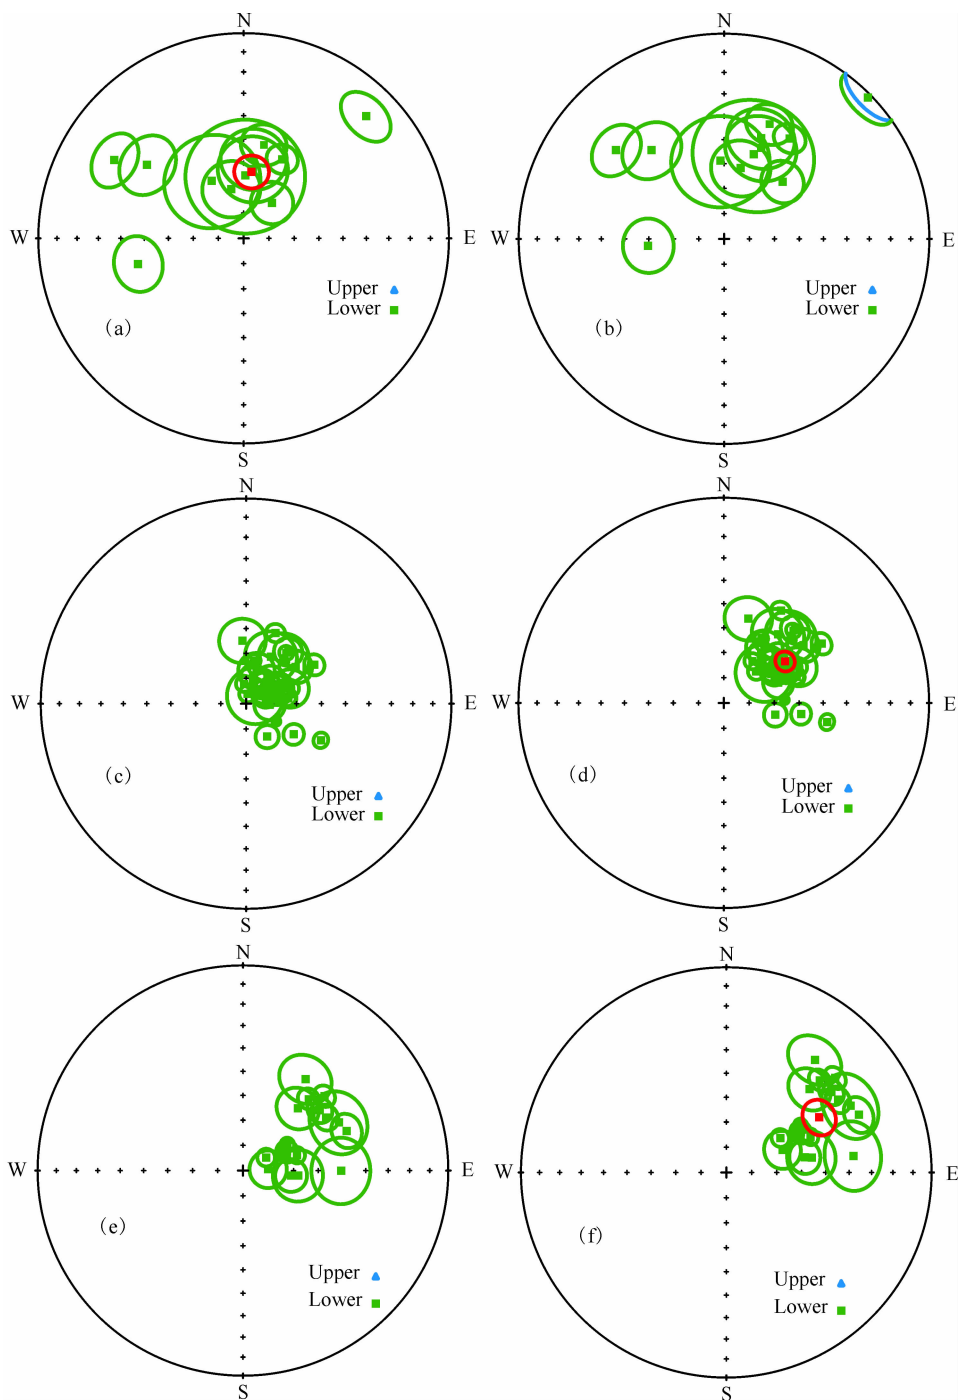 N N
W E W E
Upper Upper
Lower Lower
(a) (b)
S S
N N
W E W E
(c) (d)
Upper Upper
Lower Lower
S S
N N
W E W E
(e) (f)
Upper Upper
Lower Lower
S S